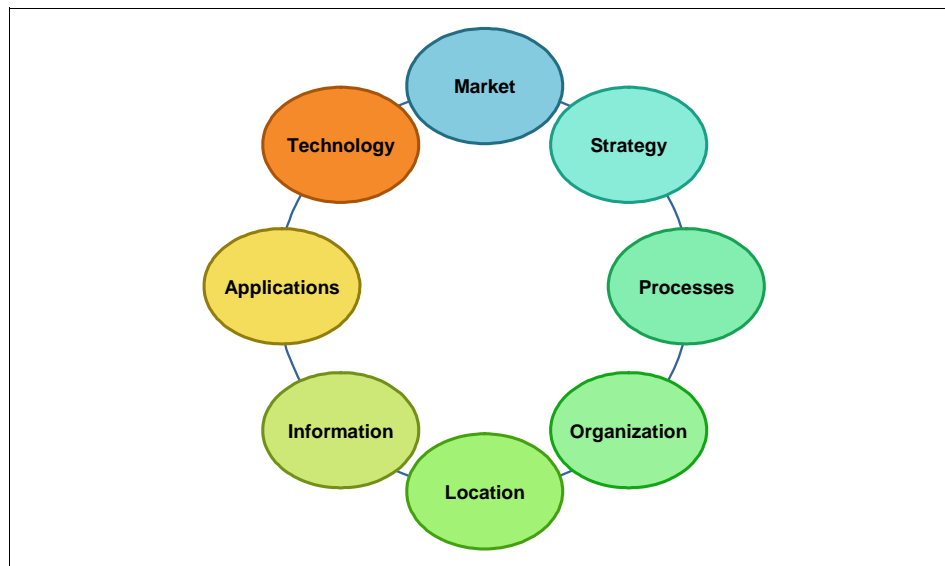 Market
Strategy
Processes
Organization
Location
Information
Applications
Technology